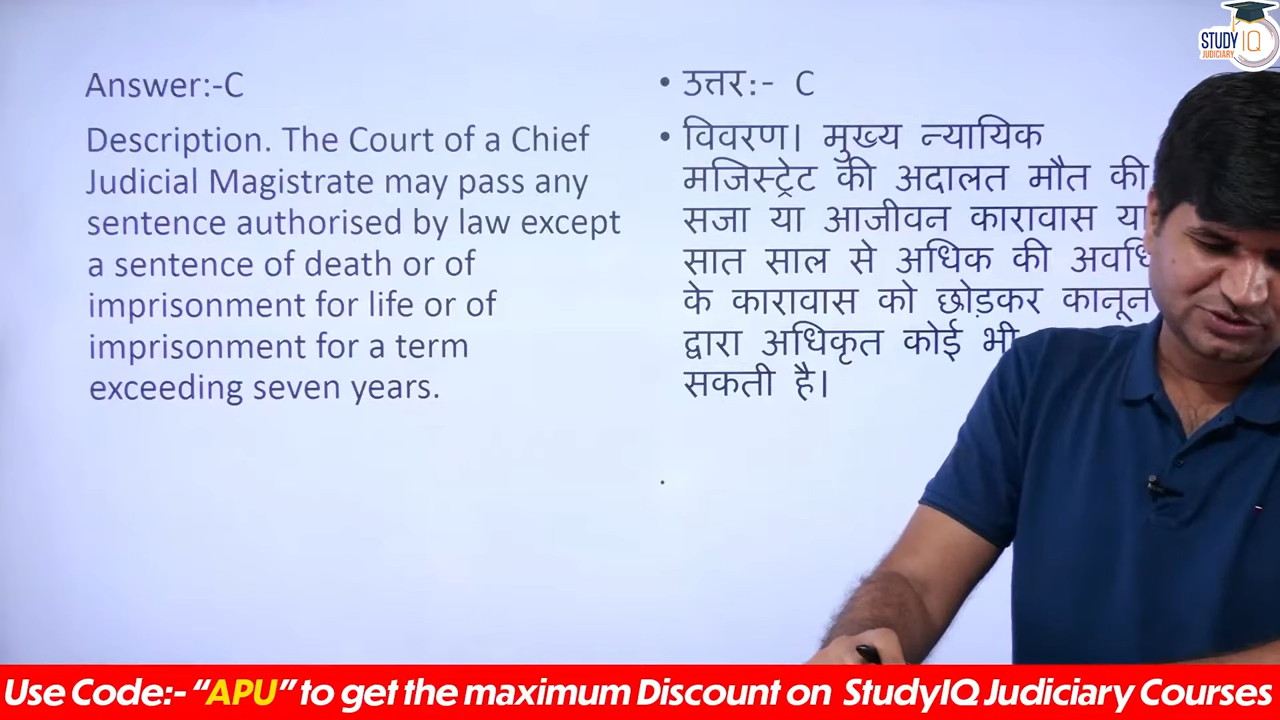 STUDY IQ
JUDICIARY
Answer:-C
Description. The Court of a Chief
Judicial Magistrate may pass any
sentence authorised by law except
a sentence of death or of
imprisonment for life or of
imprisonment for a term
exceeding seven years.
• उत्तर:- C
• विवरण। मुख्य न्यायिक
मजिस्ट्रेट की अदालत मौत की
सजा या आजीवन कारावास या
सात साल से अधिक की
के कारावास को छोड़कर कानून
द्वारा अधिकृत कोई भी
सकती है।
Use Code:- “APU” to get the maximum Discount on StudyIQ Judiciary Courses